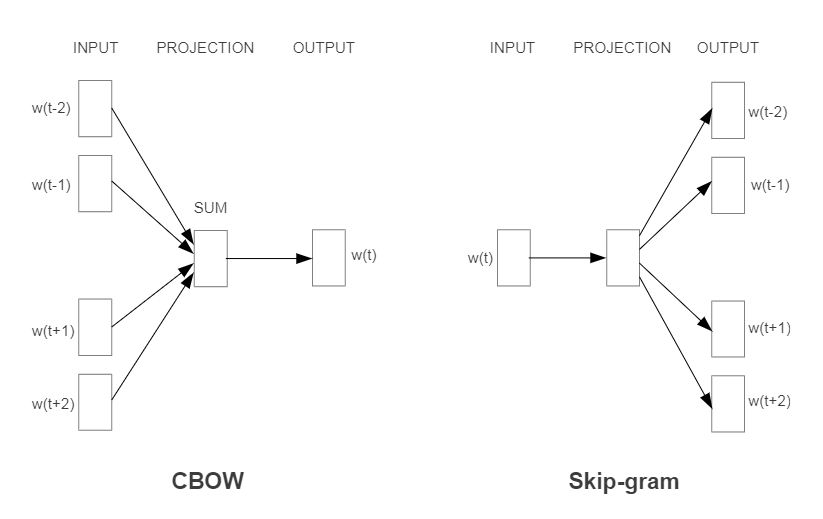 INPUT PROJECTION OUTPUT
w(t-2)
w(t-1)
SUM
w(t)
w(t+1)
w(t+2)
CBOW
INPUT PROJECTION OUTPUT
w(t-2)
w(t-1)
w(t)
w(t+1)
w(t+2)
Skip-gram